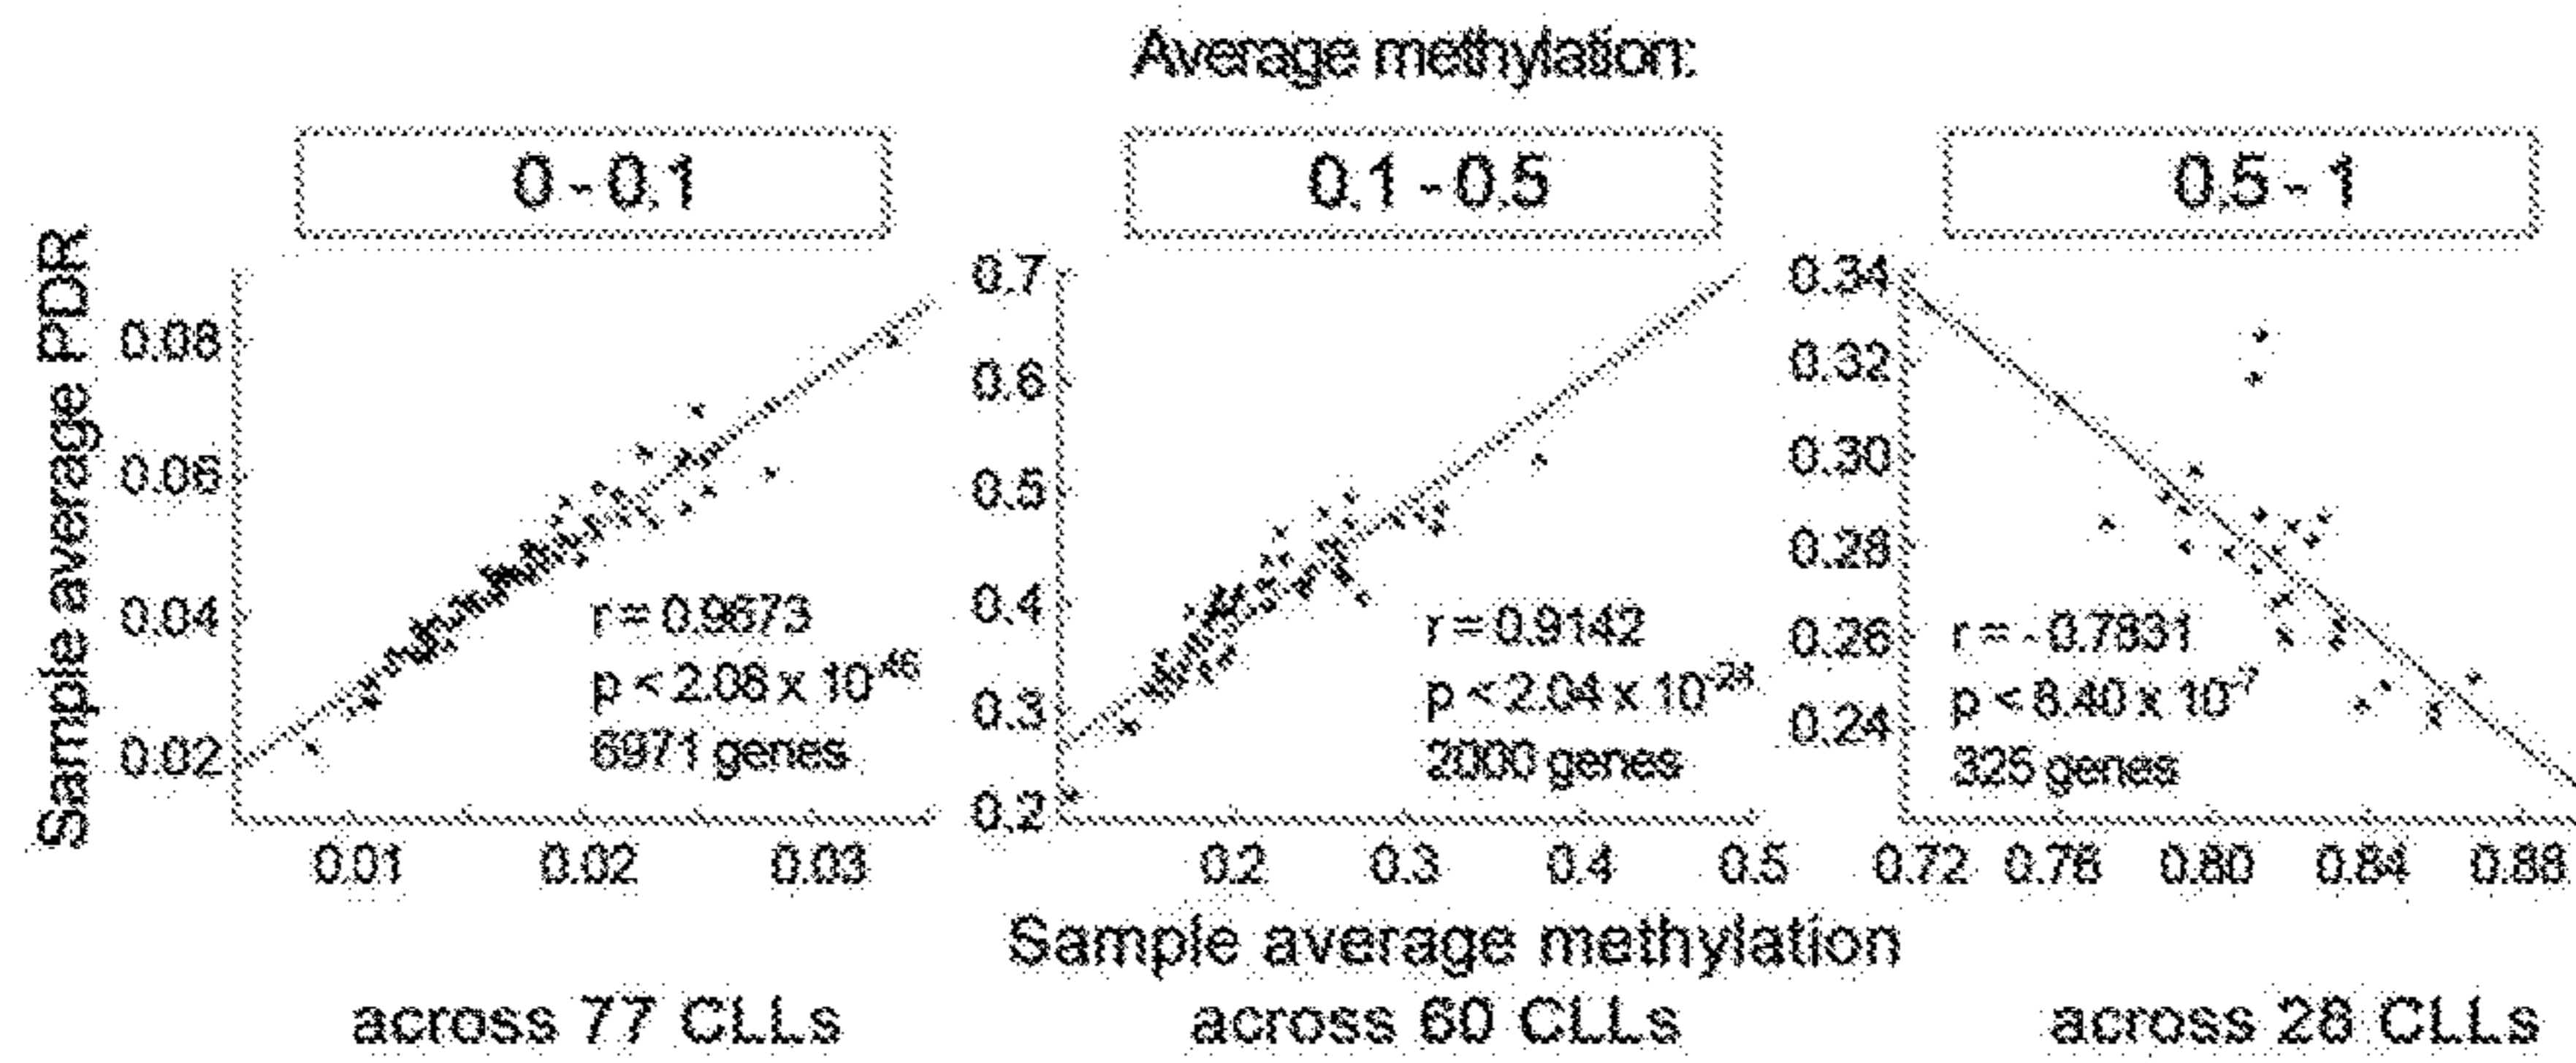 Average methylation:
0 - 0.1
0.1 - 0.5
0.5 - 1
Sample average PDR
0.08
0.06
0.04
0.02
r = 0.9673
p < 2.08 x 10
6971 genes
0.01 0.02 0.03
0.7
0.6
0.5
0.4
0.3
0.2
r = 0.9142
p < 2.04 x 10
2000 genes
0.2 0.3 0.4 0.5
0.34
0.32
0.30
0.28
0.26
0.24
r = - 0.7831
p < 8.40 x 10⁻⁷
325 genes
0.72 0.76 0.80 0.84 0.88
Sample average methylation
across 77 CLLs
across 60 CLLs
across 28 CLLs